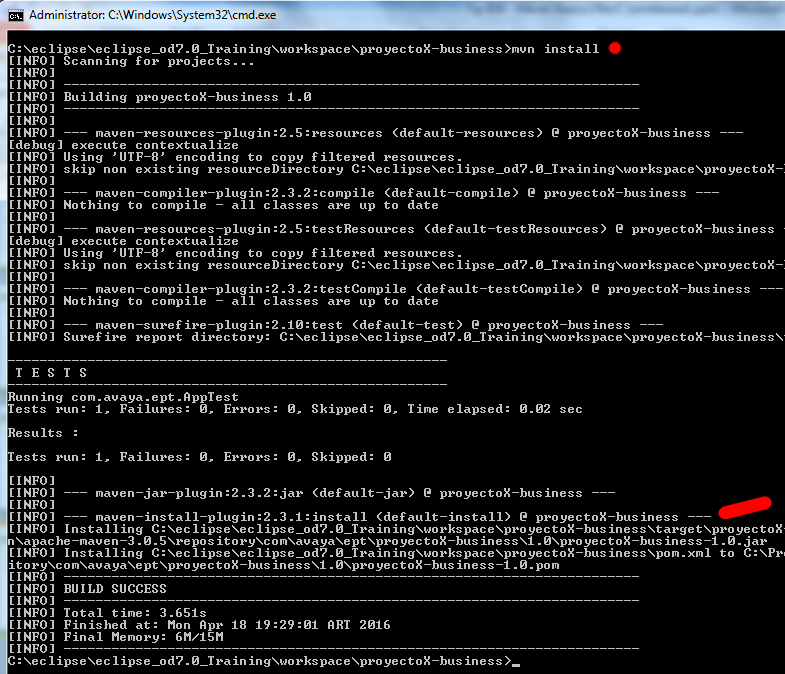 Administrator: C:\Windows\System32\cmd.exe
C:\eclipse\eclipse_od7.0_Training\workspace\proyectoX-business>mvn install
[INFO] Scanning for projects...
[INFO]
[INFO] ------------------------------------------------------------------------
[INFO] Building proyectoX-business 1.0
[INFO] ------------------------------------------------------------------------
[INFO]
[INFO] --- maven-resources-plugin:2.5:resources (default-resources) @ proyectoX-business ---
[debug] execute contextualize
[INFO] Using 'UTF-8' encoding to copy filtered resources.
[INFO] skip non existing resourceDirectory C:\eclipse\eclipse_od7.0_Training\workspace\proyectoX-
[INFO]
[INFO] --- maven-compiler-plugin:2.3.2:compile (default-compile) @ proyectoX-business ---
[INFO] Nothing to compile - all classes are up to date
[INFO]
[INFO] --- maven-resources-plugin:2.5:testResources (default-testResources) @ proyectoX-business -
[debug] execute contextualize
[INFO] Using 'UTF-8' encoding to copy filtered resources.
[INFO] skip non existing resourceDirectory C:\eclipse\eclipse_od7.0_Training\workspace\proyectoX-
[INFO]
[INFO] --- maven-compiler-plugin:2.3.2:testCompile (default-testCompile) @ proyectoX-business ---
[INFO] Nothing to compile - all classes are up to date
[INFO]
[INFO] --- maven-surefire-plugin:2.10:test (default-test) @ proyectoX-business ---
[INFO] Surefire report directory: C:\eclipse\eclipse_od7.0_Training\workspace\proyectoX-business\
-------------------------------------------------------
T E S T S
-------------------------------------------------------
Running com.avaya.ept.AppTest
Tests run: 1, Failures: 0, Errors: 0, Skipped: 0, Time elapsed: 0.02 sec
Results :
Tests run: 1, Failures: 0, Errors: 0, Skipped: 0
[INFO]
[INFO] --- maven-jar-plugin:2.3.2:jar (default-jar) @ proyectoX-business ---
[INFO]
[INFO] --- maven-install-plugin:2.3.1:install (default-install) @ proyectoX-business ---
[INFO] Installing C:\eclipse\eclipse_od7.0_Training\workspace\proyectoX-business\target\proyectoX-
n\apache-maven-3.0.5\repository\com\avaya\ept\proyectoX-business\1.0\proyectoX-business-1.0.jar
[INFO] Installing C:\eclipse\eclipse_od7.0_Training\workspace\proyectoX-business\pom.xml to C:\Pr
itory\com\avaya\ept\proyectoX-business\1.0\proyectoX-business-1.0.pom
[INFO] ------------------------------------------------------------------------
[INFO] BUILD SUCCESS
[INFO] ------------------------------------------------------------------------
[INFO] Total time: 3.651s
[INFO] Finished at: Mon Apr 18 19:29:01 ART 2016
[INFO] Final Memory: 6M/15M
[INFO] ------------------------------------------------------------------------
C:\eclipse\eclipse_od7.0_Training\workspace\proyectoX-business>_